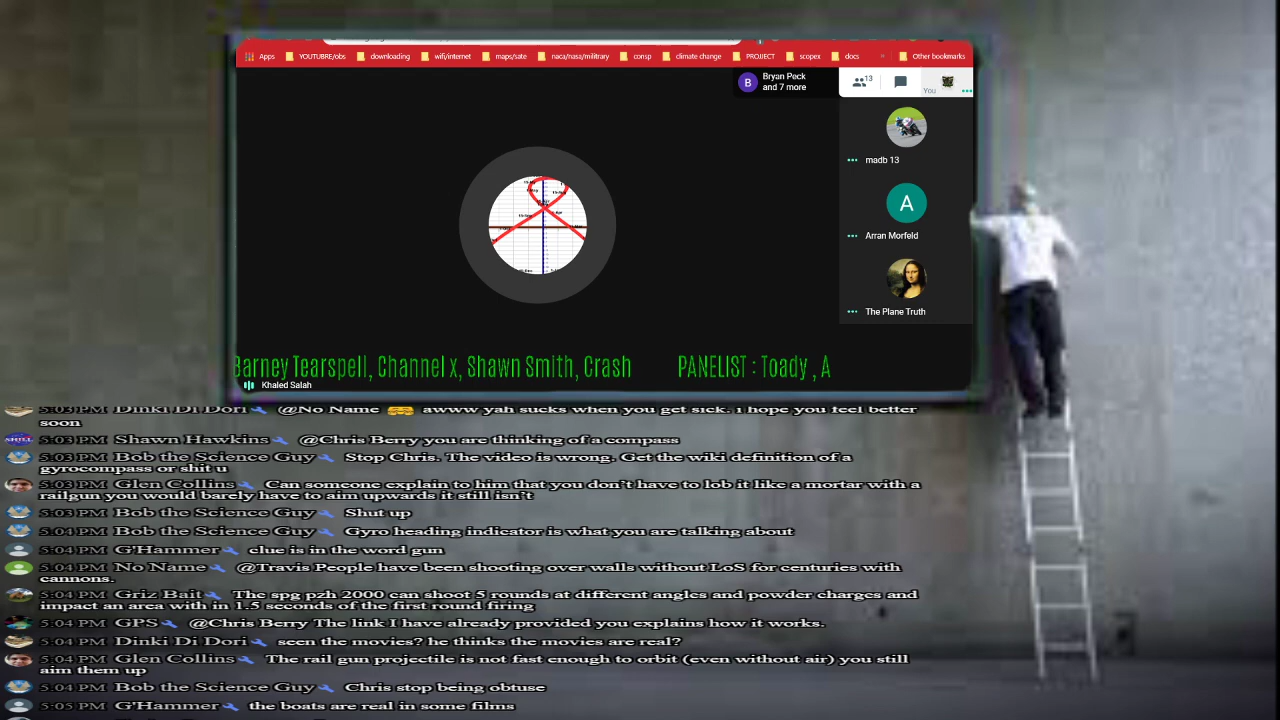 Apps YOUTUBRE/obs downloading wifi/internet maps/sate naca/nasa/militrary consp climate change PROJJECT scopex docs Other bookmarks
B Bryan Peck
and 7 more
13
You
madb 13
A
Arran Morfeld
The Plane Truth
Barney Tearspell, Channel x, Shawn Smith, Crash PANELIST : Toady , A
Khaled Salah
5:03 PM Dinki Di Dori @No Name awww yah sucks when you get sick. i hope you feel better
soon
5:03 PM Shawn Hawkins @Chris Berry you are thinking of a compass
5:03 PM Bob the Science Guy Stop Chris. The video is wrong. Get the wiki definition of a
gyrocompass or shit u
5:03 PM Glen Collins Can someone explain to him that you don't have to lob it like a mortar with a
railgun you would barely have to aim upwards it still isn't
5:03 PM Bob the Science Guy Shut up
5:04 PM Bob the Science Guy Gyro heading indicator is what you are talking about
5:04 PM G'Hammer clue is in the word gun
5:04 PM No Name @Travis People have been shooting over walls without LoS for centuries with
cannons.
5:04 PM Griz Bait The spg pzh 2000 can shoot 5 rounds at different angles and powder charges and
impact an area with in 1.5 seconds of the first round firing
5:04 PM GPS @Chris Berry The link I have already provided you explains how it works.
5:04 PM Dinki Di Dori seen the movies? he thinks the movies are real?
5:04 PM Glen Collins The rail gun projectile is not fast enough to orbit (even without air) you still
aim them up
5:04 PM Bob the Science Guy Chris stop being obtuse
5:05 PM G'Hammer the boats are real in some films